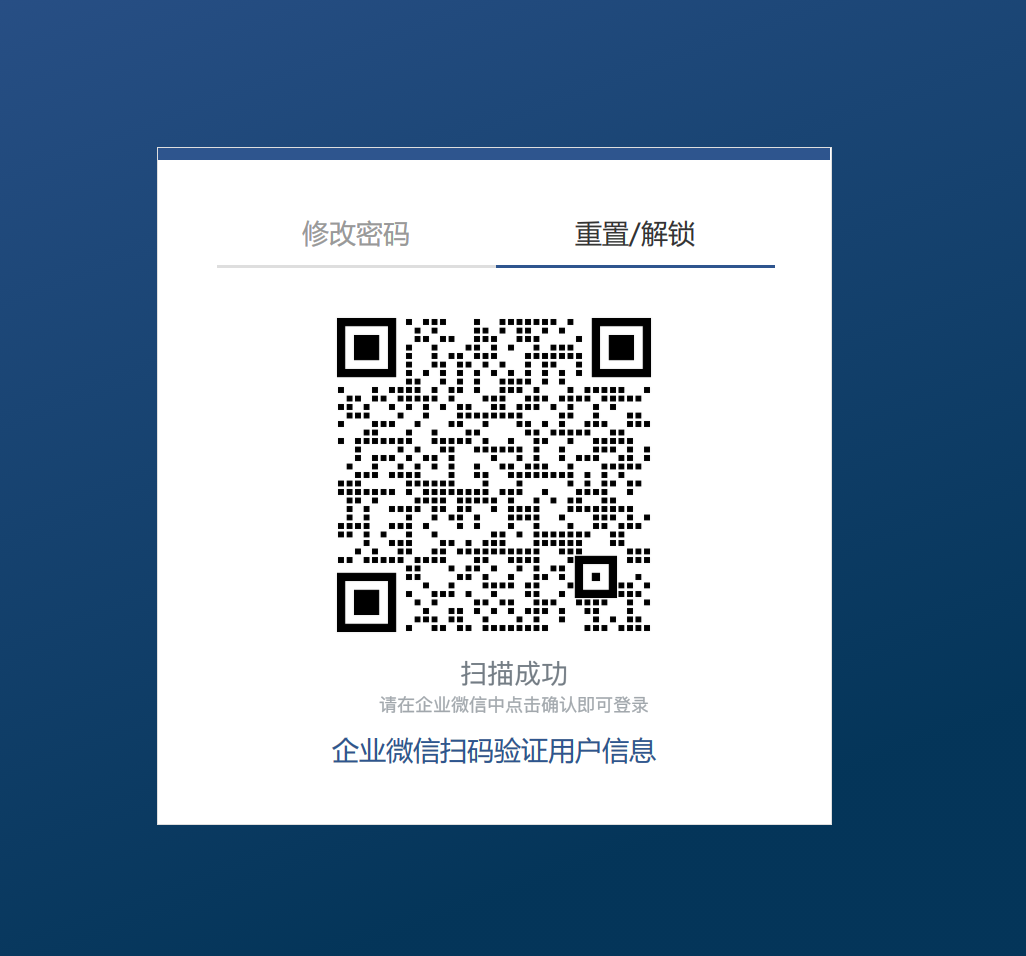 修改密码 重置/解锁
扫描成功
请在企业微信中点击确认即可登录
企业微信扫码验证用户信息